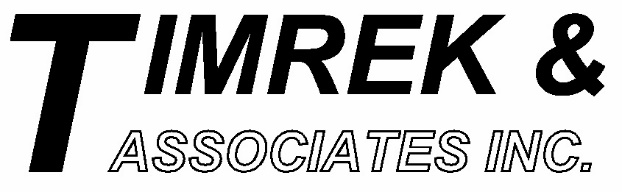 TIMREK &
ASSOCIATES INC.